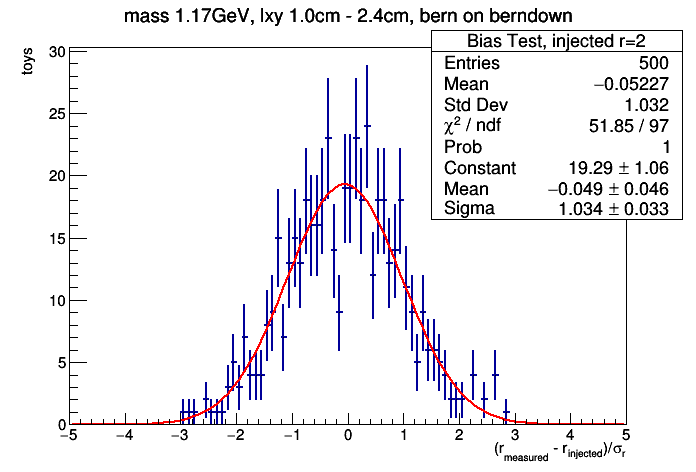 mass 1.17GeV, lxy 1.0cm - 2.4cm, bern on berndown
Bias Test, injected r=2
Entries 500
Mean −0.05227
Std Dev 1.032
χ² / ndf 51.85 / 97
Prob 1
Constant 19.29 ± 1.06
Mean −0.049 ± 0.046
Sigma 1.034 ± 0.033
toys
30
25
20
15
10
5
0
−5 −4 −3 −2 −1 0 1 2 3 4 5
(r_measured - r_injected)/σ_r